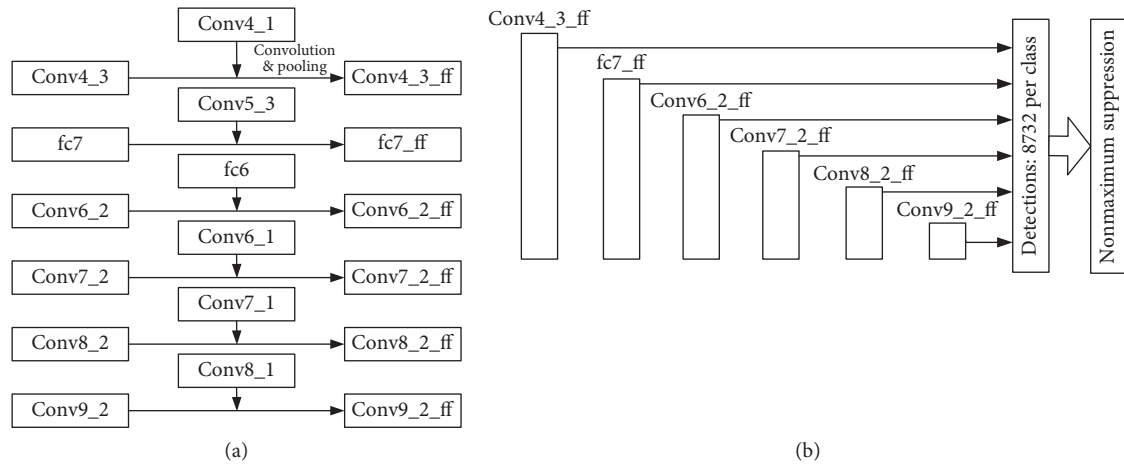 Conv4_1
Convolution
& pooling
Conv4_3
Conv4_3_ff
Conv5_3
fc7
fc7_ff
fc6
Conv6_2
Conv6_2_ff
Conv6_1
Conv7_2
Conv7_2_ff
Conv7_1
Conv8_2
Conv8_2_ff
Conv8_1
Conv9_2
Conv9_2_ff
(a)
Conv4_3_ff
fc7_ff
Conv6_2_ff
Conv7_2_ff
Conv8_2_ff
Conv9_2_ff
Detections: 8732 per class
Nonmaximum suppression
(b)